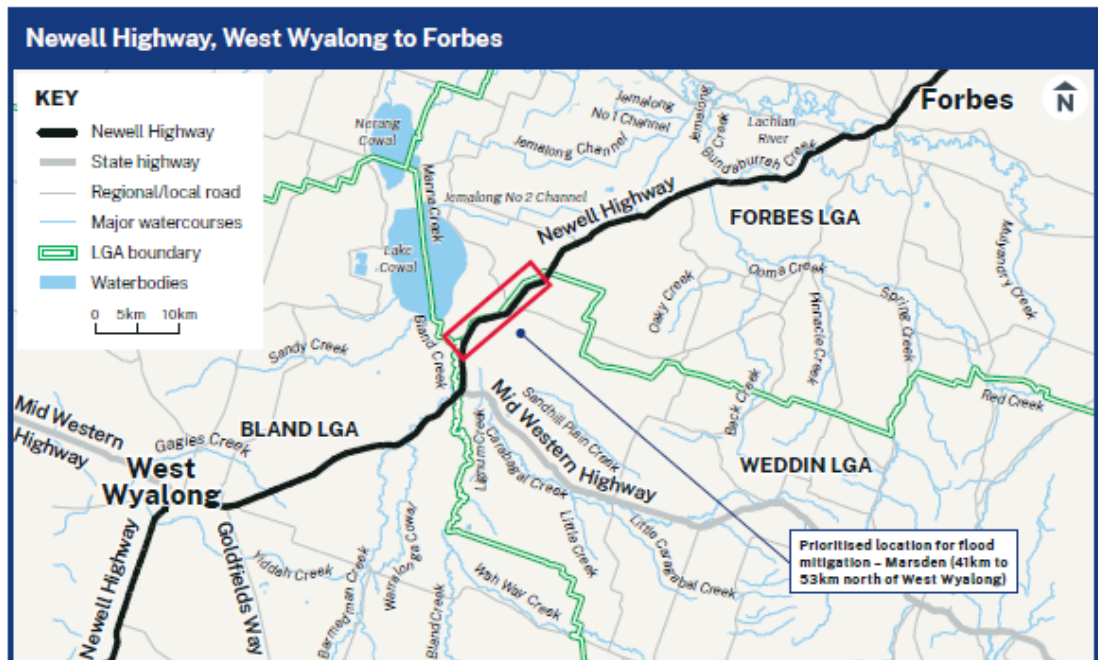 Newell Highway, West Wyalong to Forbes
KEY
Newell Highway
State highway
Regional/local road
Major watercourses
LGA boundary
Waterbodies
0 5km 10km
N
Forbes
Nerang
Cowal
Manna Creek
Jemalong
No 1 Channel
Jemalong
Creek
Lachlan
River
Jemalong Channel
Bundaburrah Creek
Jemalong No 2 Channel
Newell Highway
FORBES LGA
Lake
Cowal
Ooma Creek
Oaky Creek
Pinnacle Creek
Spring Creek
Mulyandry Creek
Bland Creek
Sandy Creek
Back Creek
Red Creek
Mid Western
Highway
Gagies Creek
BLAND LGA
Lignum Creek
Sandhill Plain Creek
Mid Western Highway
Caragabal Creek
WEDDIN LGA
West
Wyalong
Little Creek
Little Caragabal Creek
Prioritised location for flood
mitigation – Marsden (41km to
53km north of West Wyalong)
Newell Highway
Goldfields Way
Yiddah Creek
Barmedman Creek
Bland Creek
Wah Way Creek